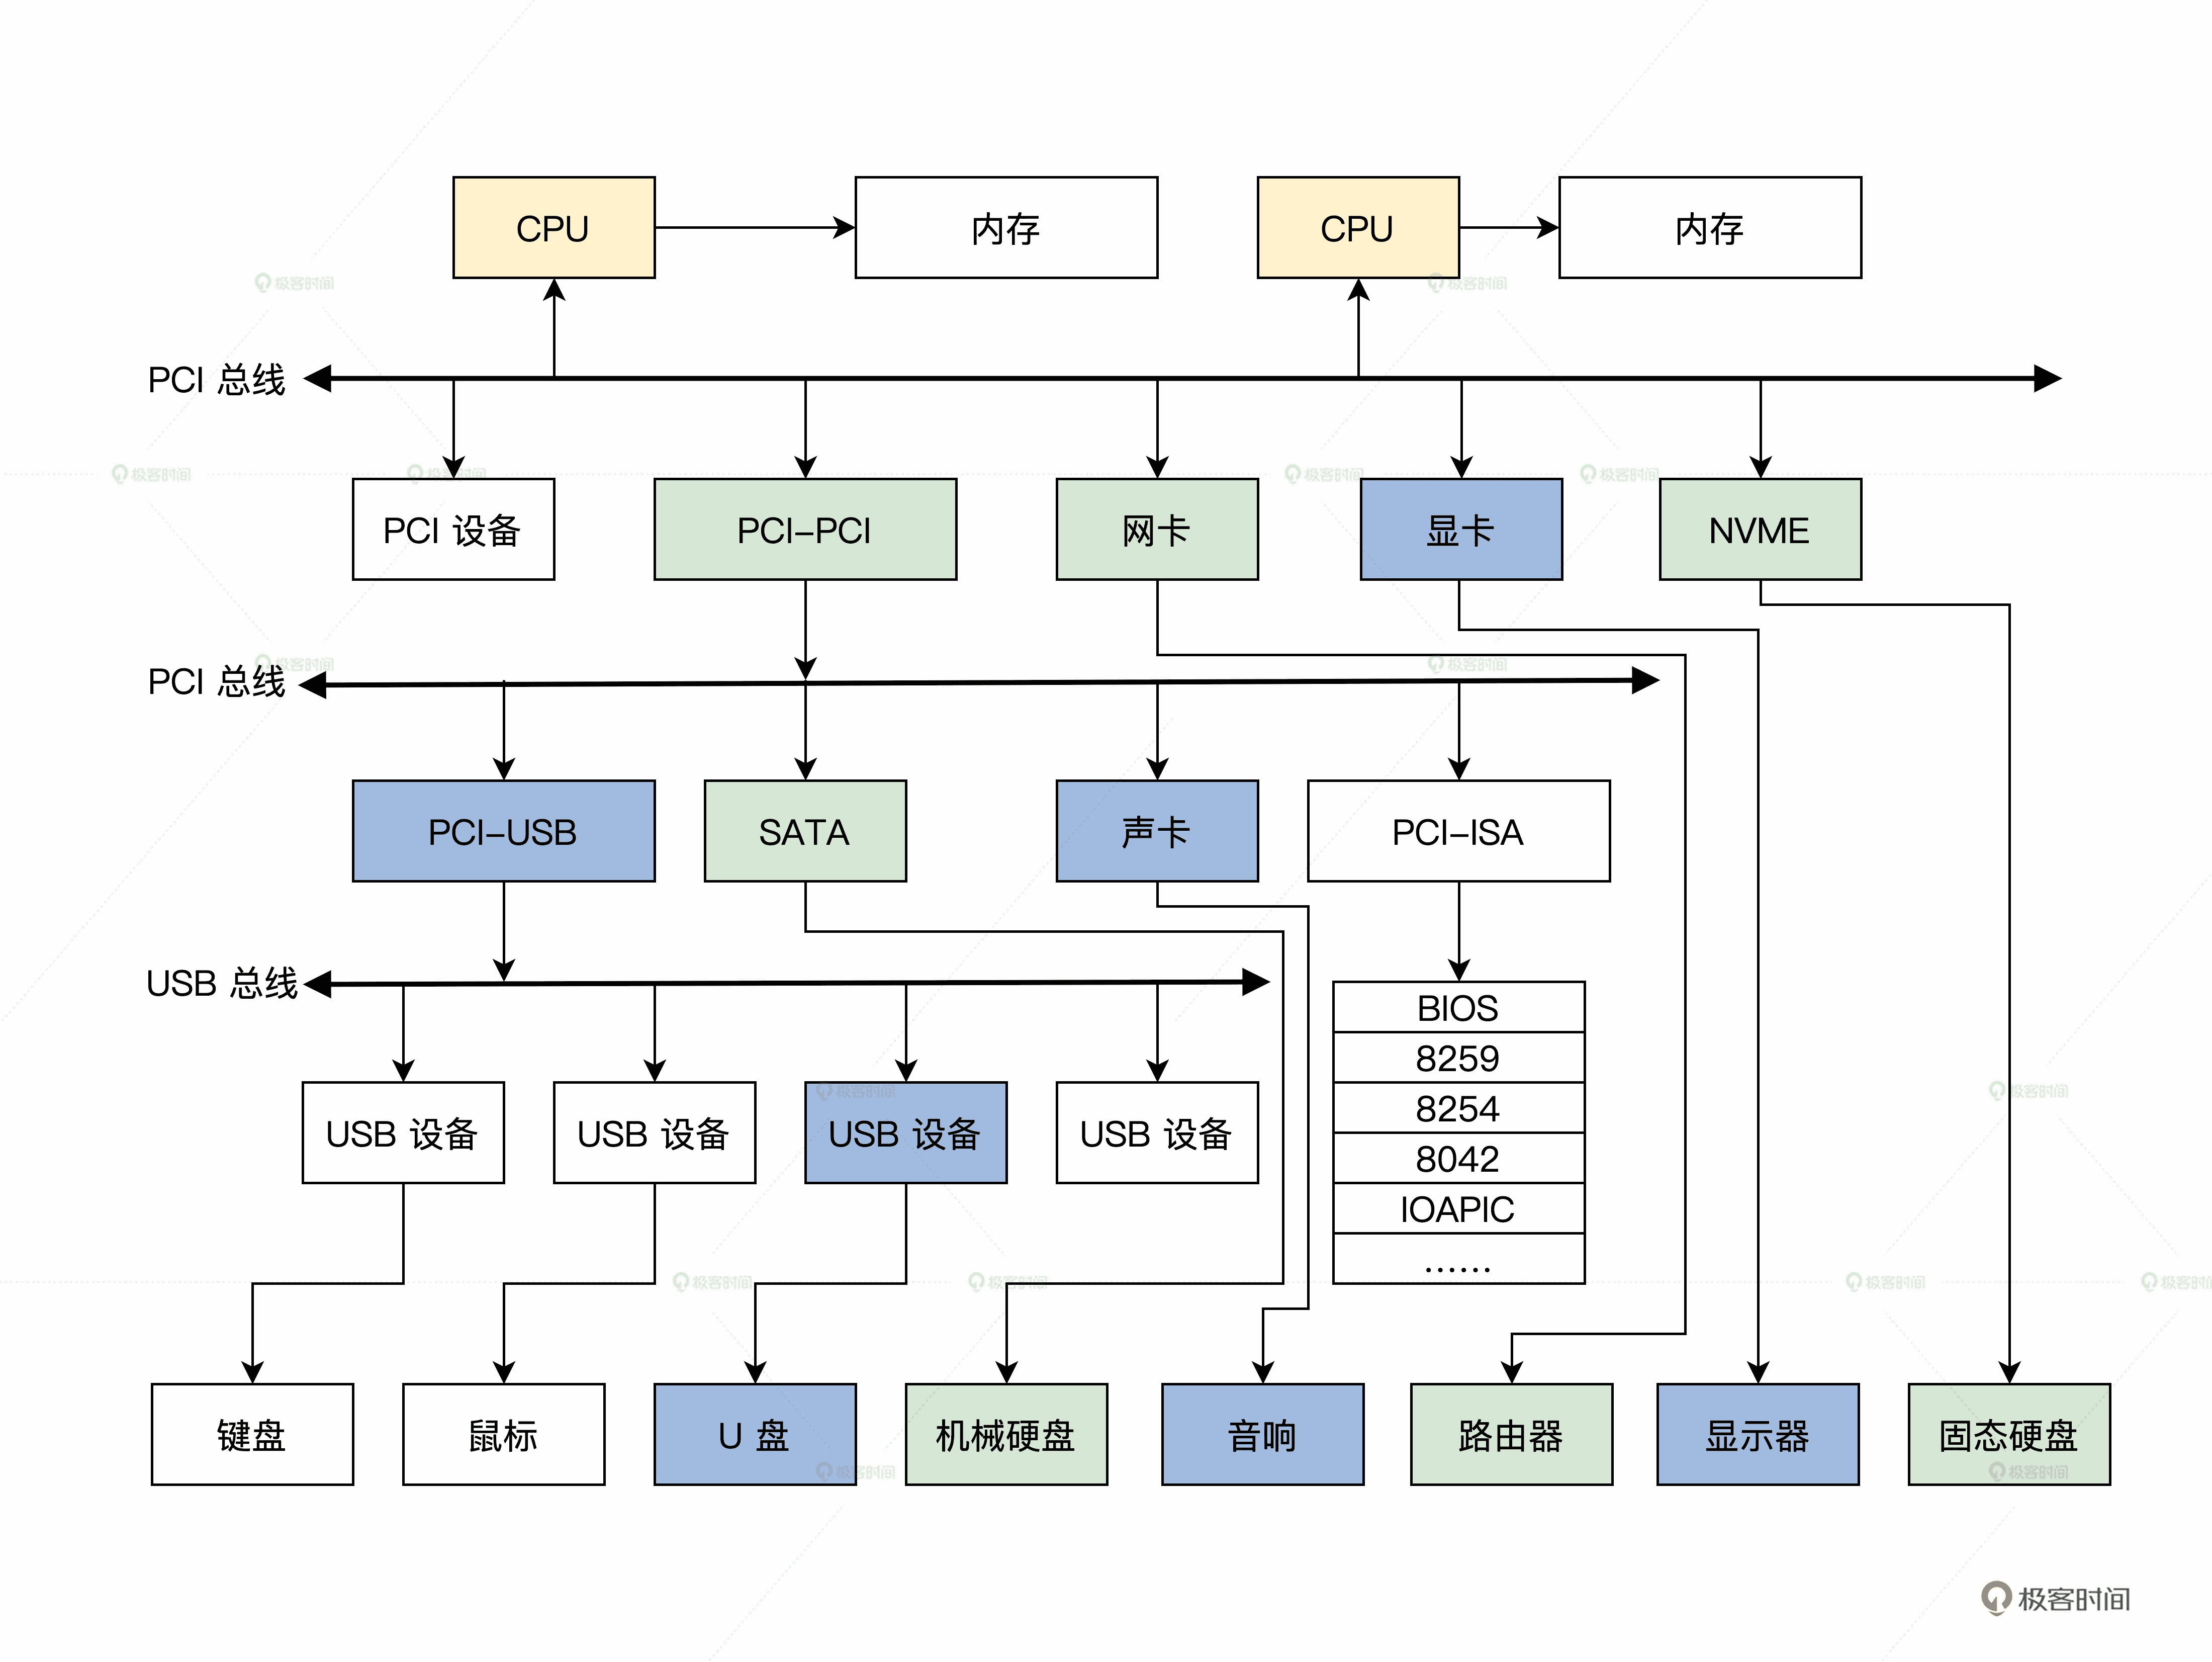 CPU
内存
CPU
内存
PCI 总线
PCI 设备
PCI-PCI
网卡
显卡
NVME
PCI 总线
PCI-USB
SATA
声卡
PCI-ISA
USB 总线
BIOS
8259
8254
8042
IOAPIC
……
USB 设备
USB 设备
USB 设备
USB 设备
键盘
鼠标
U 盘
机械硬盘
音响
路由器
显示器
固态硬盘
极客时间